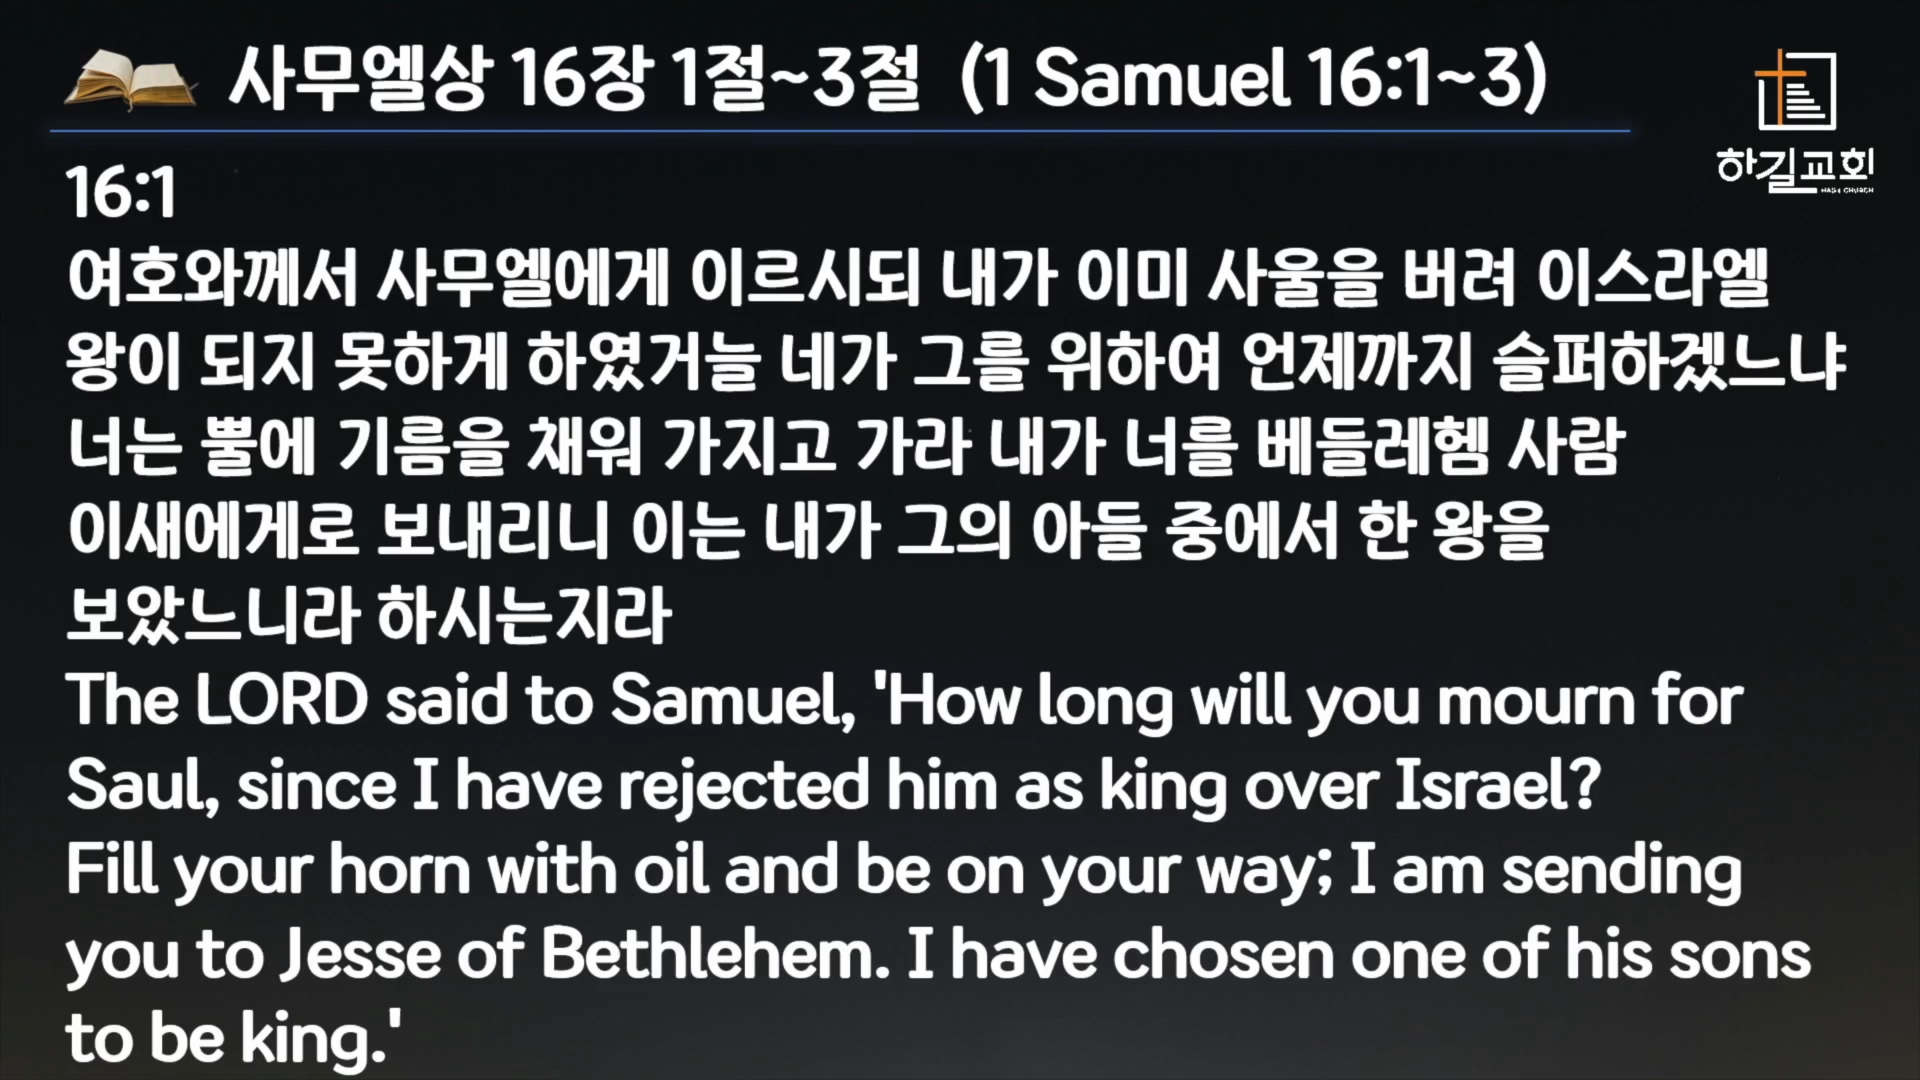 사무엘상 16장 1절~3절 (1 Samuel 16:1~3)
하길교회
16:1
여호와께서 사무엘에게 이르시되 내가 이미 사울을 버려 이스라엘
왕이 되지 못하게 하였거늘 네가 그를 위하여 언제까지 슬퍼하겠느냐
너는 뿔에 기름을 채워 가지고 가라 내가 너를 베들레헴 사람
이새에게로 보내리니 이는 내가 그의 아들 중에서 한 왕을
보았느니라 하시는지라
The LORD said to Samuel, 'How long will you mourn for
Saul, since I have rejected him as king over Israel?
Fill your horn with oil and be on your way; I am sending
you to Jesse of Bethlehem. I have chosen one of his sons
to be king.'